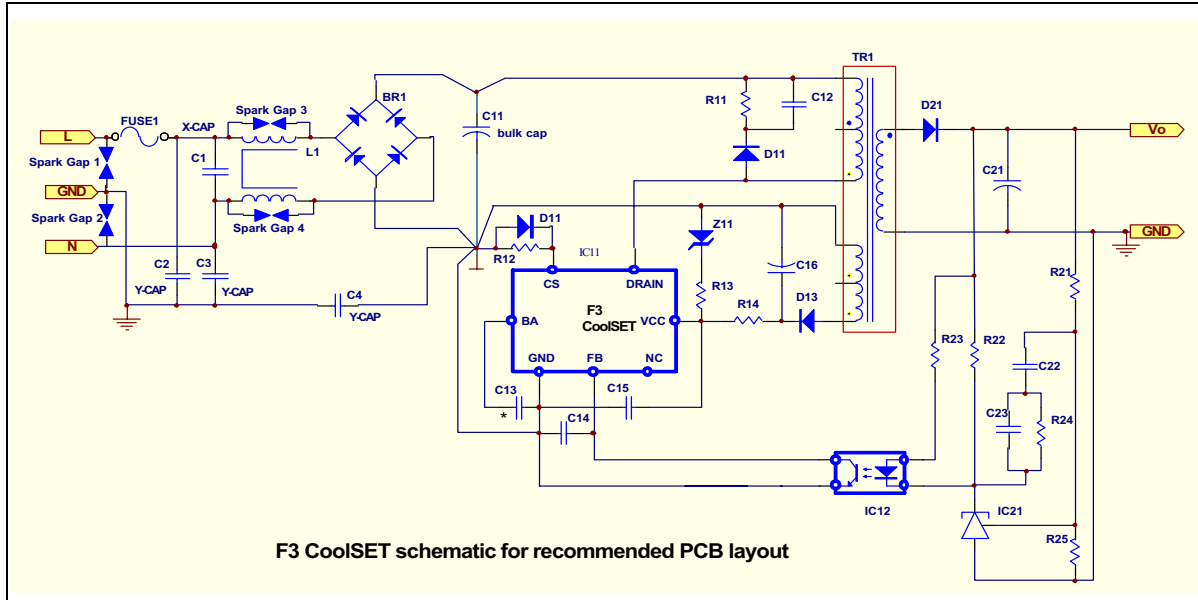 TR1
BR1
D21
Spark Gap 3
R11
C12
C11
bulk cap
FUSE1
X-CAP
L
Vo
L1
Spark Gap 1
C1
D11
C21
GND
Spark Gap 2
Spark Gap 4
D11
Z11
GND
N
R12
IC11
C16
R21
C2
C3
CS
DRAIN
R13
Y-CAP
Y-CAP
C4
Y-CAP
F3
CoolSET
BA
VCC
R14
D13
R23
R22
GND
FB
NC
C22
C13
*
C15
C23
R24
C14
IC12
IC21
R25
F3 CoolSET schematic for recommended PCB layout